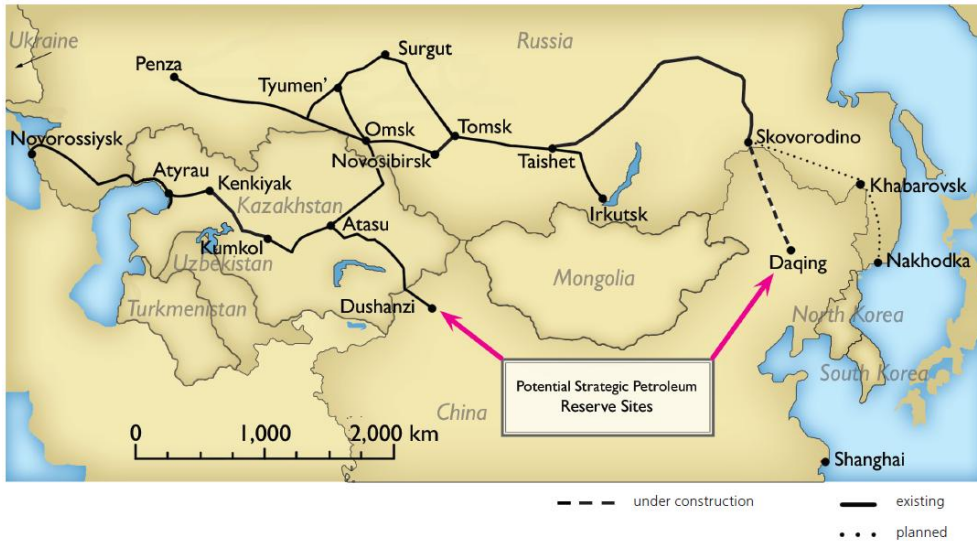 Ukraine
Russia
Surgut
Penza
Tyumen'
Omsk
Tomsk
Novorossiysk
Novosibirsk
Taishet
Skovorodino
Atyrau
Kenkiyak
Khabarovsk
Kazakhstan
Irkutsk
Atasu
Kumkol
Uzbekistan
Daqing
Nakhodka
Mongolia
Turkmenistan
Dushanzi
North Korea
South Korea
Potential Strategic Petroleum
Reserve Sites
China
0 1,000 2,000 km
Shanghai
under construction
existing
planned